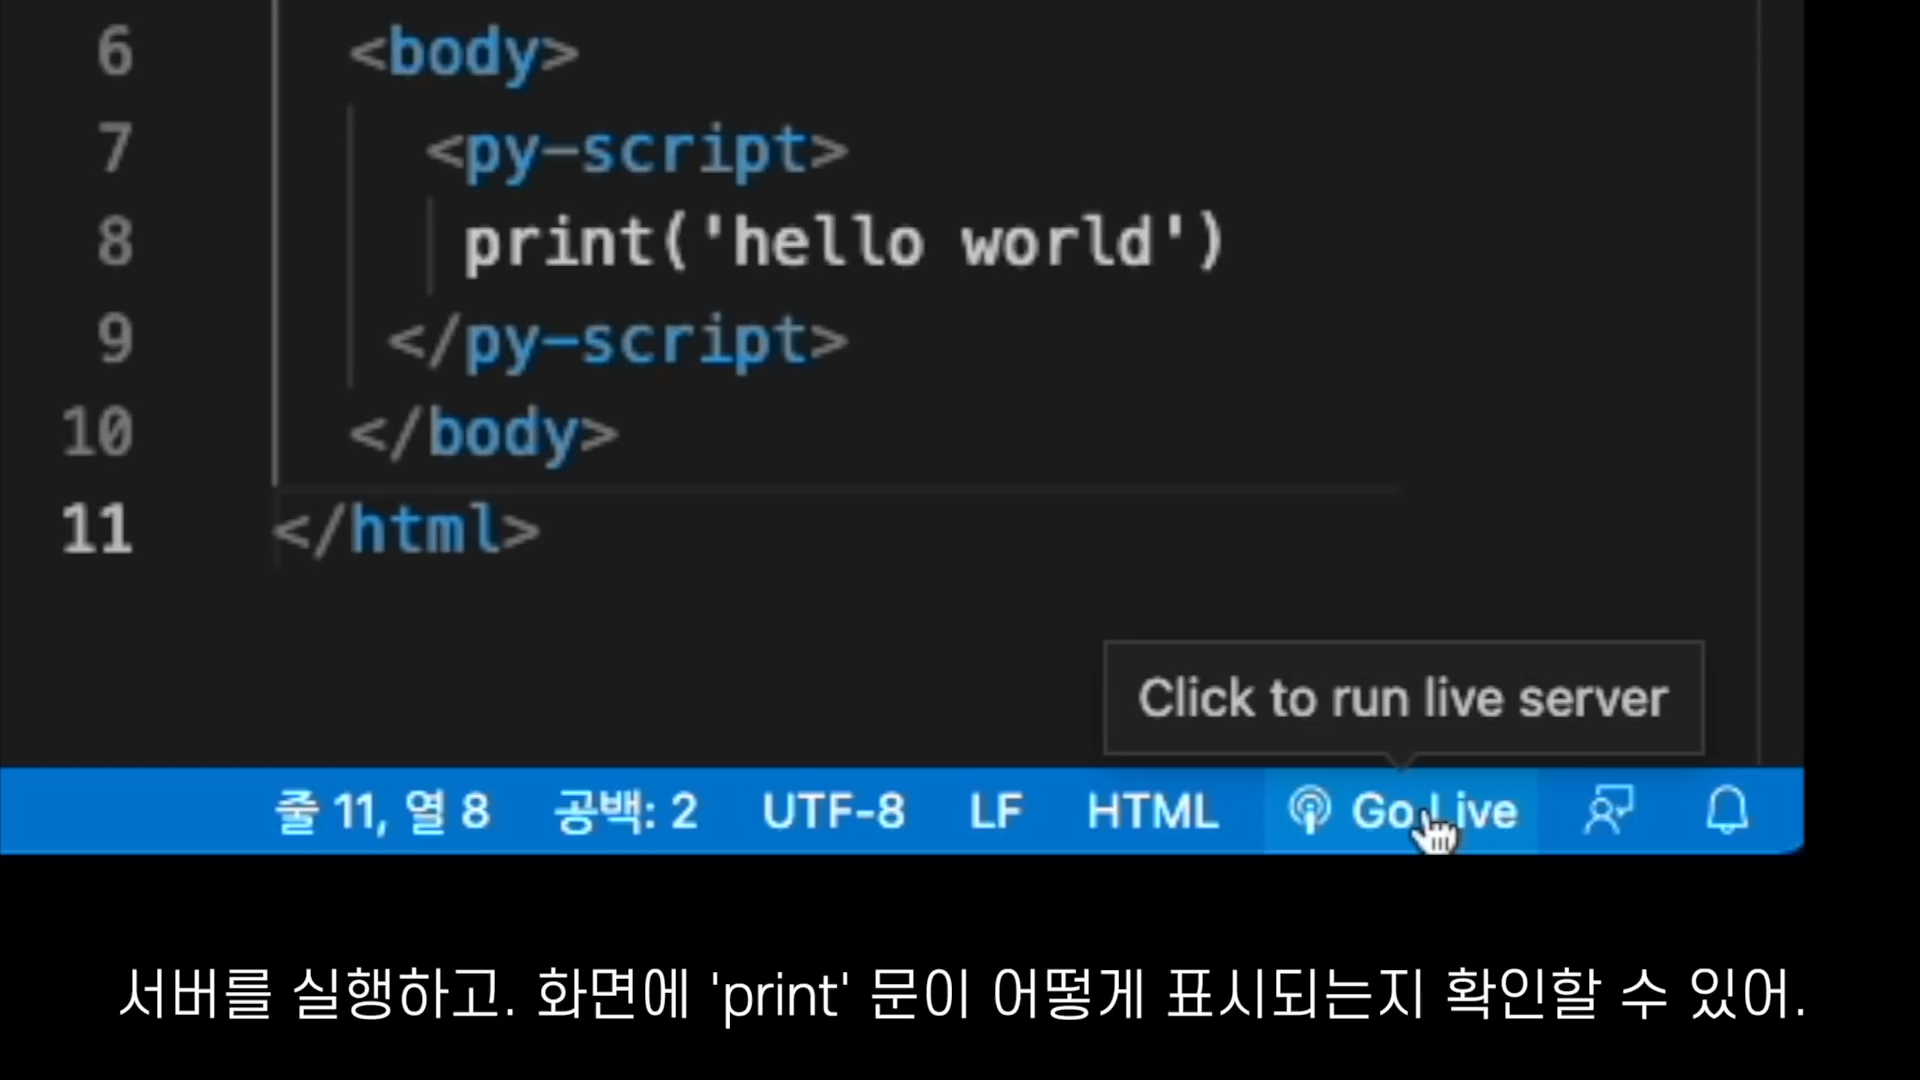 6 <body>
7 <py-script>
8 print('hello world')
9 </py-script>
10 </body>
11 </html>
Click to run live server
줄 11, 열 8 공백: 2 UTF-8 LF HTML Go Live
서버를 실행하고. 화면에 'print' 문이 어떻게 표시되는지 확인할 수 있어.